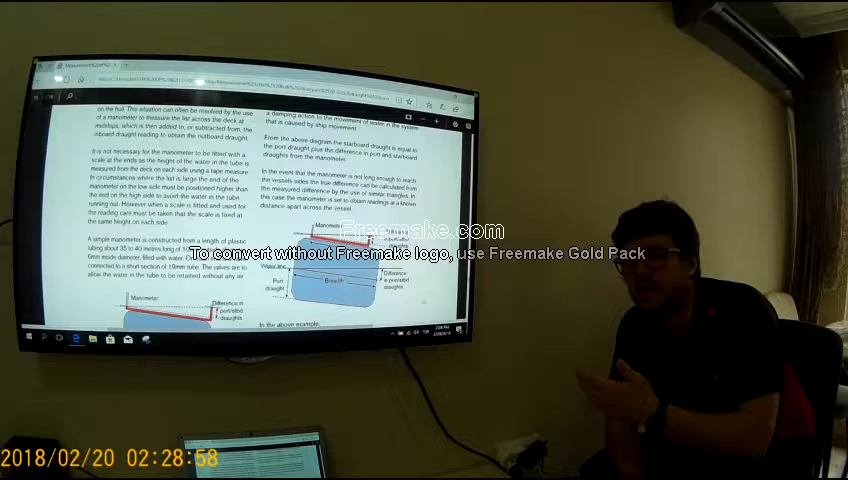 on the hull. This situation can often be resolved by the use
of a manometer to measure the list across the deck at
midships, which is then added to, or subtracted from, the
inboard draught reading to obtain the outboard draught.
It is not necessary for the manometer to be fitted with a
scale at the ends as the height of the water in the tube is
measured from the deck on each side using a tape measure
In circumstances where the list is large the end of the
manometer on the low side must be positioned higher than
the end on the high side to avoid the water in the tube
running out. However when a scale is fitted and used for
the reading care must be taken that the scale is fixed at
the same height on each side.
A simple manometer is constructed from a length of plastic
tubing about 35 to 40 metres long of
6mm inside diameter, filled with water
connected to a short section of 19mm tube. The valves are to
allow the water in the tube to be retained without any air
Manometer
Difference in
port/stbd
draughts
a damping action to the movement of water in the system
that is caused by ship movement.
From the above diagram the starboard draught is equal to
the port draught plus the difference in port and starboard
draughts from the manometer.
In the event that the manometer is not long enough to reach
the vessels sides the true difference can be calculated from
the measured difference by the use of similar triangles. In
this case the manometer is set to obtain readings at a known
distance apart across the vessel.
Manometer
Water line
Port
draught
Breadth
Difference
in port/stbd
draughts
In the above example,
Freemake.com
To convert without Freemake logo, use Freemake Gold Pack
2018/02/20 02:28:58